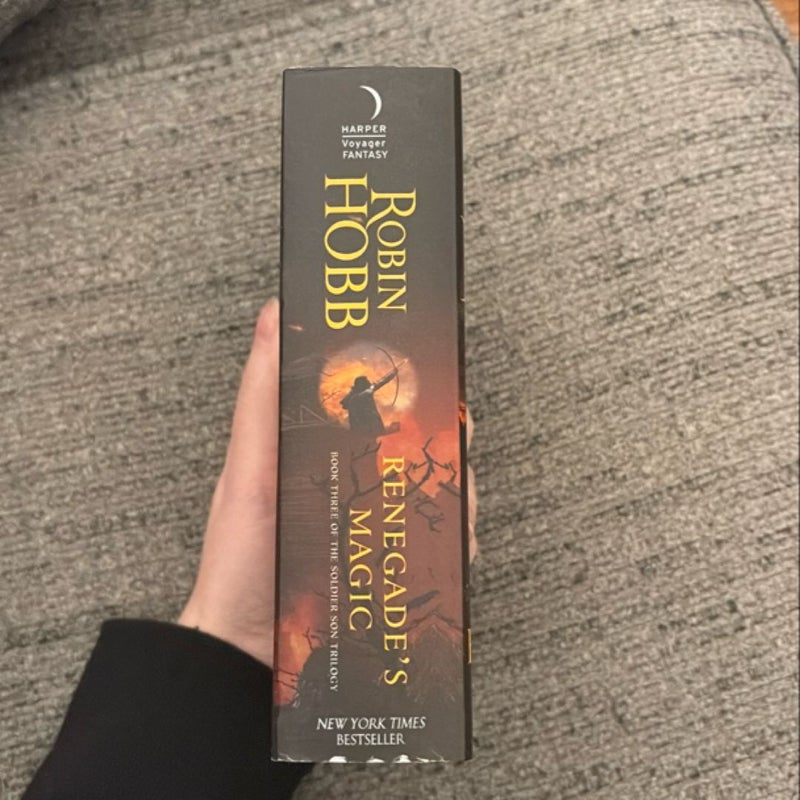 HARPER
Voyager
FANTASY
ROBIN
HOBB
RENEGADE'S
MAGIC
BOOK THREE OF THE SOLDIER SON TRILOGY
NEW YORK TIMES
BESTSELLER